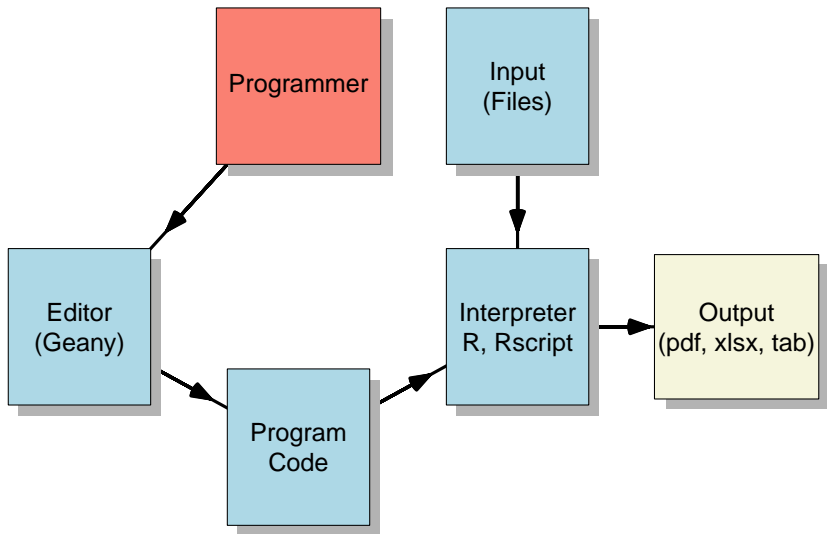 Programmer
Input
(Files)
Editor
(Geany)
Interpreter
R, Rscript
Output
(pdf, xlsx, tab)
Program
Code